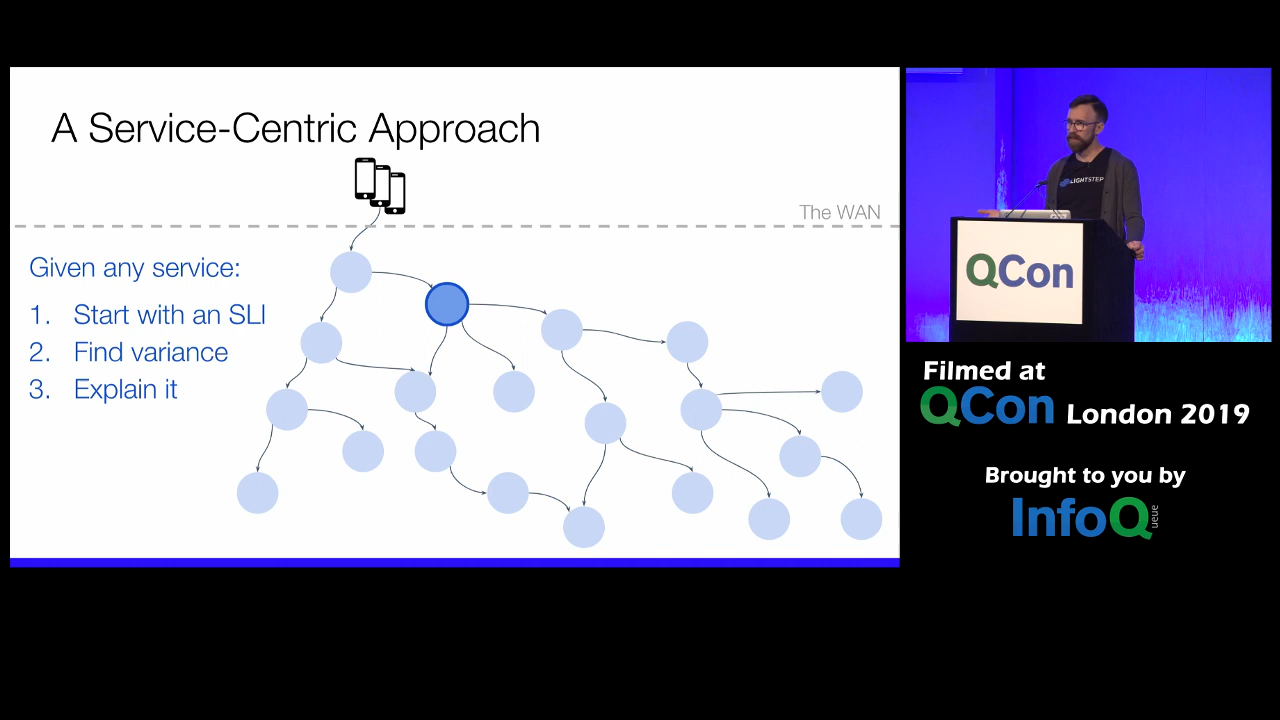 A Service-Centric Approach
The WAN
Given any service:
1. Start with an SLI
2. Find variance
3. Explain it
LIGHTSTEP
QCon
Filmed at
QCon London 2019
Brought to you by
InfoQueue